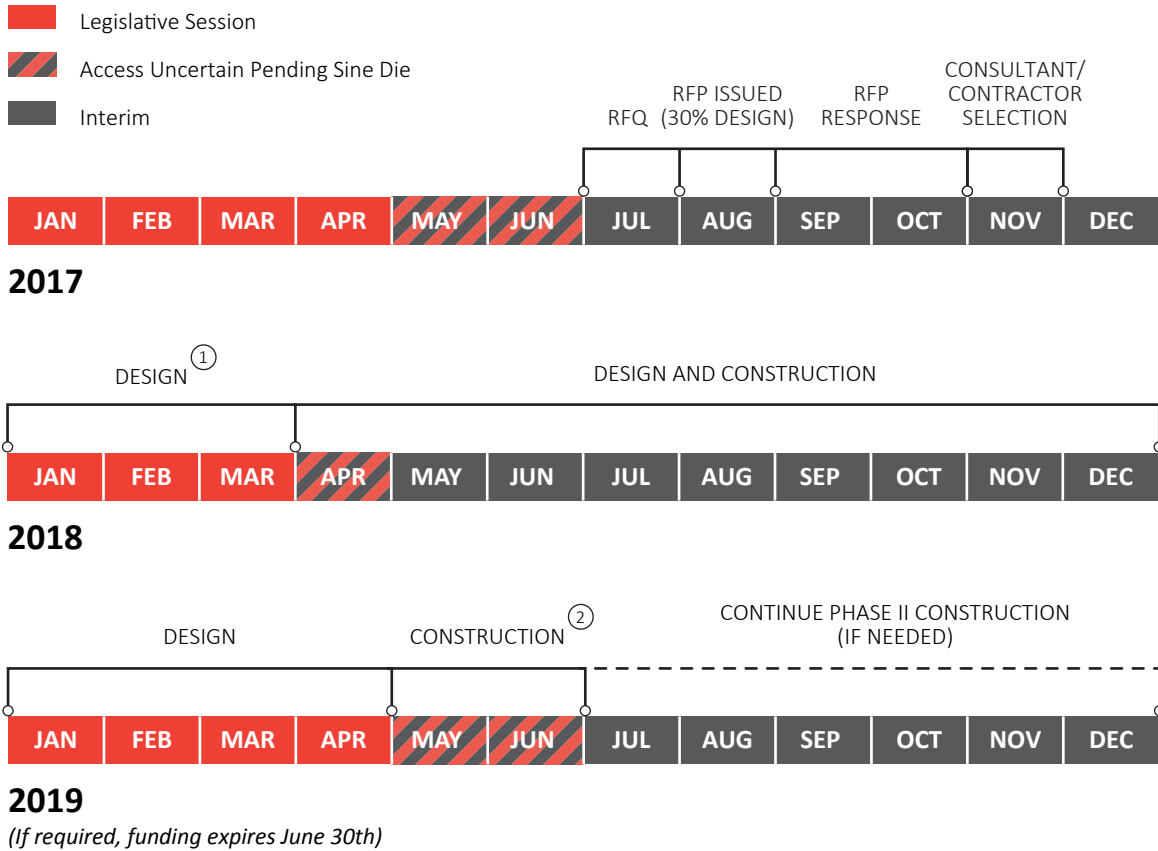 Legislative Session
Access Uncertain Pending Sine Die
Interim
RFQ
RFP ISSUED
(30% DESIGN)
RFP
RESPONSE
CONSULTANT/
CONTRACTOR
SELECTION
JAN FEB MAR APR MAY JUN JUL AUG SEP OCT NOV DEC
2017
DESIGN 1
DESIGN AND CONSTRUCTION
JAN FEB MAR APR MAY JUN JUL AUG SEP OCT NOV DEC
2018
DESIGN
CONSTRUCTION 2
CONTINUE PHASE II CONSTRUCTION
(IF NEEDED)
JAN FEB MAR APR MAY JUN JUL AUG SEP OCT NOV DEC
2019
(If required, funding expires June 30th)